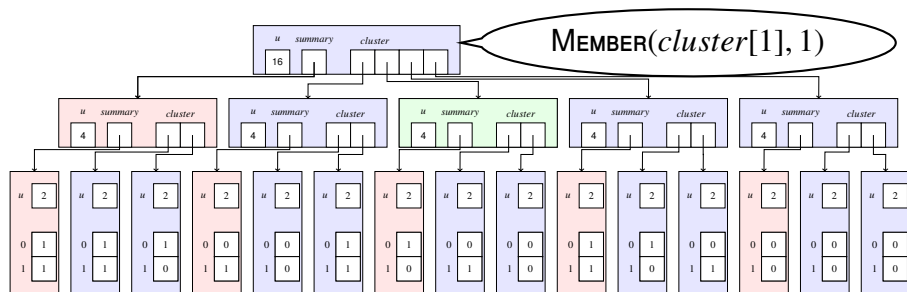 u summary cluster
16
MEMBER(cluster[1], 1)
u summary cluster u summary cluster u summary cluster u summary cluster u summary cluster
4 4 4 4 4
u 2 u 2 u 2 u 2 u 2 u 2 u 2 u 2 u 2 u 2 u 2 u 2 u 2 u 2 u 2
0 1 0 1 0 1 0 0 0 1 0 1 0 1 0 0 0 0 0 1 0 1 0 0 0 0 0 0 0 0
1 1 1 1 1 1 1 1 1 0 1 1 1 0 1 0 1 0 1 1 1 0 1 1 1 0 1 0 1 0